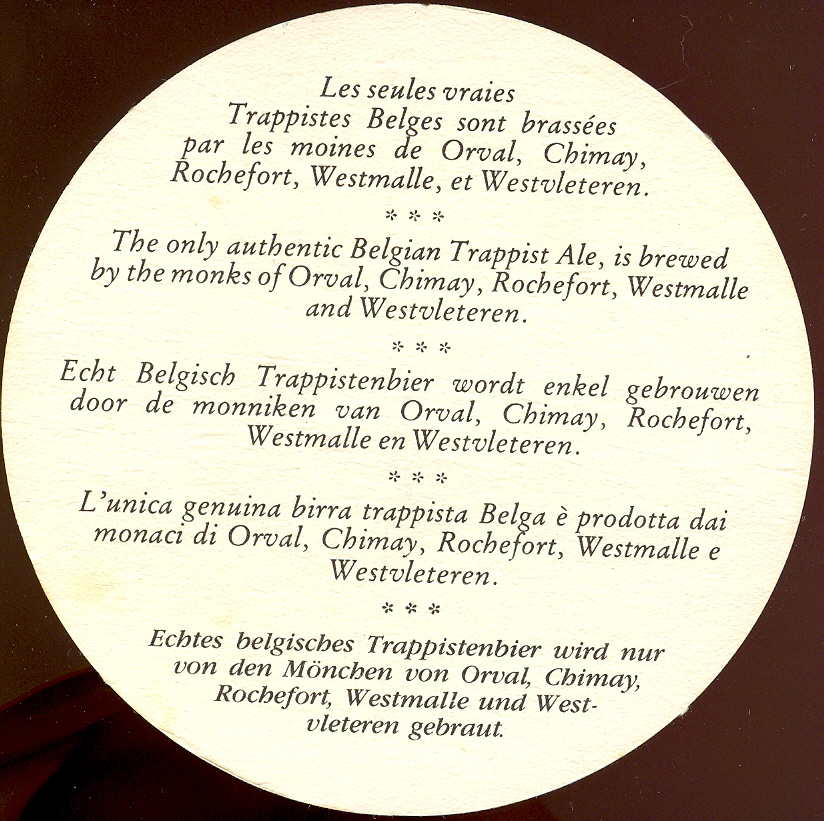 Les seules vraies
Trappistes Belges sont brassées
par les moines de Orval, Chimay,
Rochefort, Westmalle, et Westvleteren.
* * *
The only authentic Belgian Trappist Ale, is brewed
by the monks of Orval, Chimay, Rochefort, Westmalle
and Westvleteren.
* * *
Echt Belgisch Trappistenbier wordt enkel gebrouwen
door de monniken van Orval, Chimay, Rochefort,
Westmalle en Westvleteren.
* * *
L'unica genuina birra trappista Belga è prodotta dai
monaci di Orval, Chimay, Rochefort, Westmalle e
Westvleteren.
* * *
Echtes belgisches Trappistenbier wird nur
von den Mönchen von Orval, Chimay,
Rochefort, Westmalle und West-
vleteren gebraut.